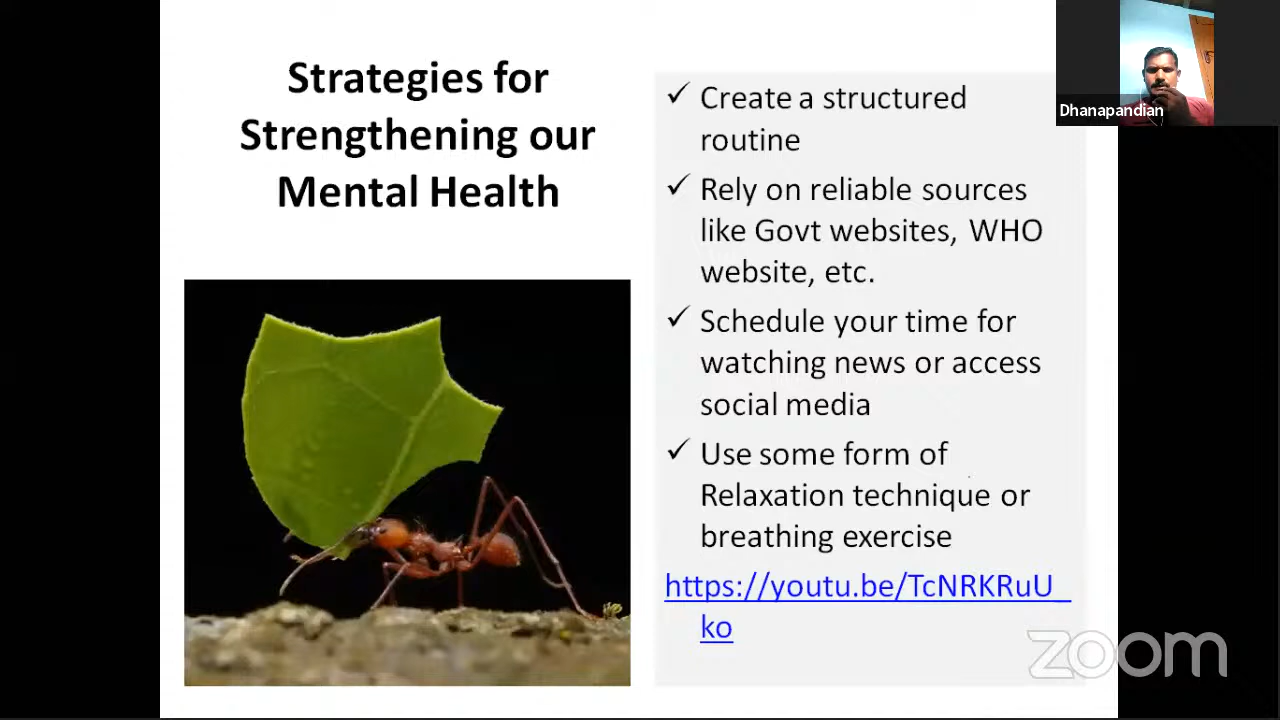 Strategies for
Strengthening our
Mental Health
✓ Create a structured
routine
✓ Rely on reliable sources
like Govt websites, WHO
website, etc.
✓ Schedule your time for
watching news or access
social media
✓ Use some form of
Relaxation technique or
breathing exercise
https://youtu.be/TcNRKRuU_
ko
Dhanapandian
zoom